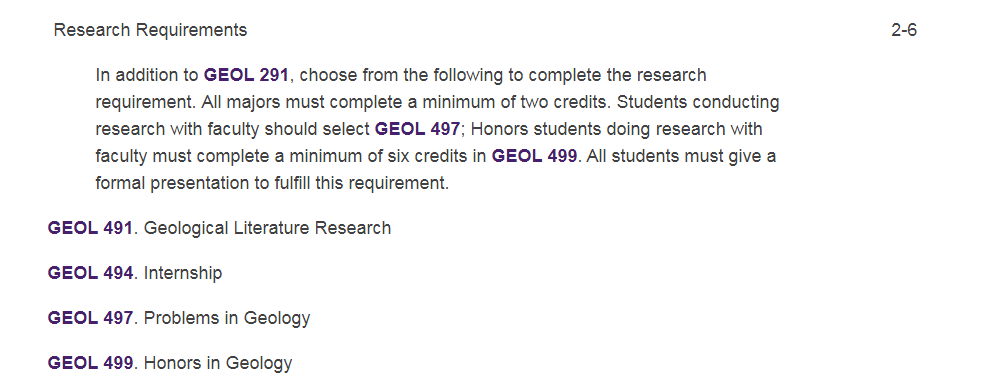 Research Requirements 2-6
In addition to GEOL 291, choose from the following to complete the research
requirement. All majors must complete a minimum of two credits. Students conducting
research with faculty should select GEOL 497; Honors students doing research with
faculty must complete a minimum of six credits in GEOL 499. All students must give a
formal presentation to fulfill this requirement.
GEOL 491. Geological Literature Research
GEOL 494. Internship
GEOL 497. Problems in Geology
GEOL 499. Honors in Geology